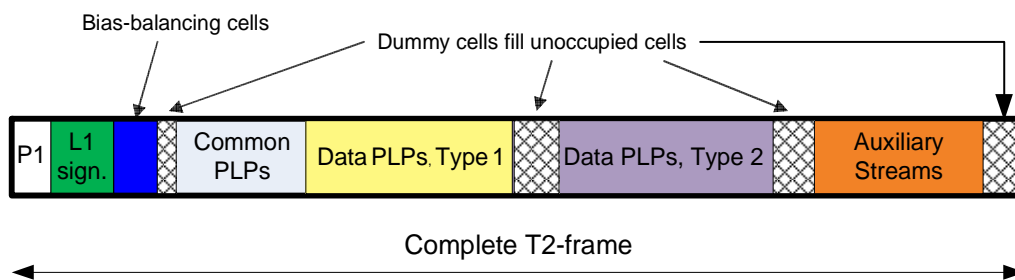 Bias-balancing cells
Dummy cells fill unoccupied cells
P1
L1
sign.
Common
PLPs
Data PLPs, Type 1
Data PLPs, Type 2
Auxiliary
Streams
Complete T2-frame